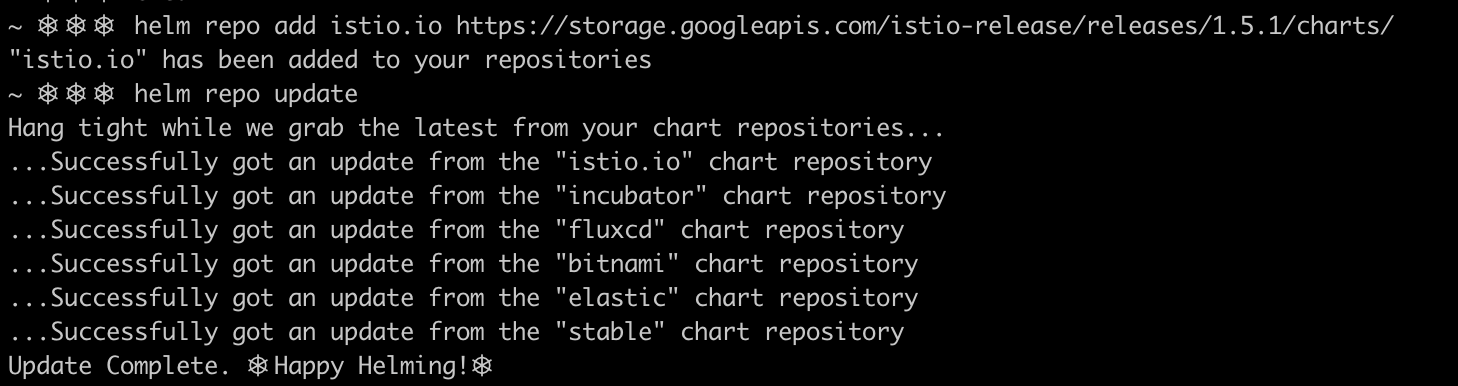 ~ ⎈⎈⎈ helm repo add istio.io https://storage.googleapis.com/istio-release/releases/1.5.1/charts/
"istio.io" has been added to your repositories
~ ⎈⎈⎈ helm repo update
Hang tight while we grab the latest from your chart repositories...
...Successfully got an update from the "istio.io" chart repository
...Successfully got an update from the "incubator" chart repository
...Successfully got an update from the "fluxcd" chart repository
...Successfully got an update from the "bitnami" chart repository
...Successfully got an update from the "elastic" chart repository
...Successfully got an update from the "stable" chart repository
Update Complete. ⎈Happy Helming!⎈